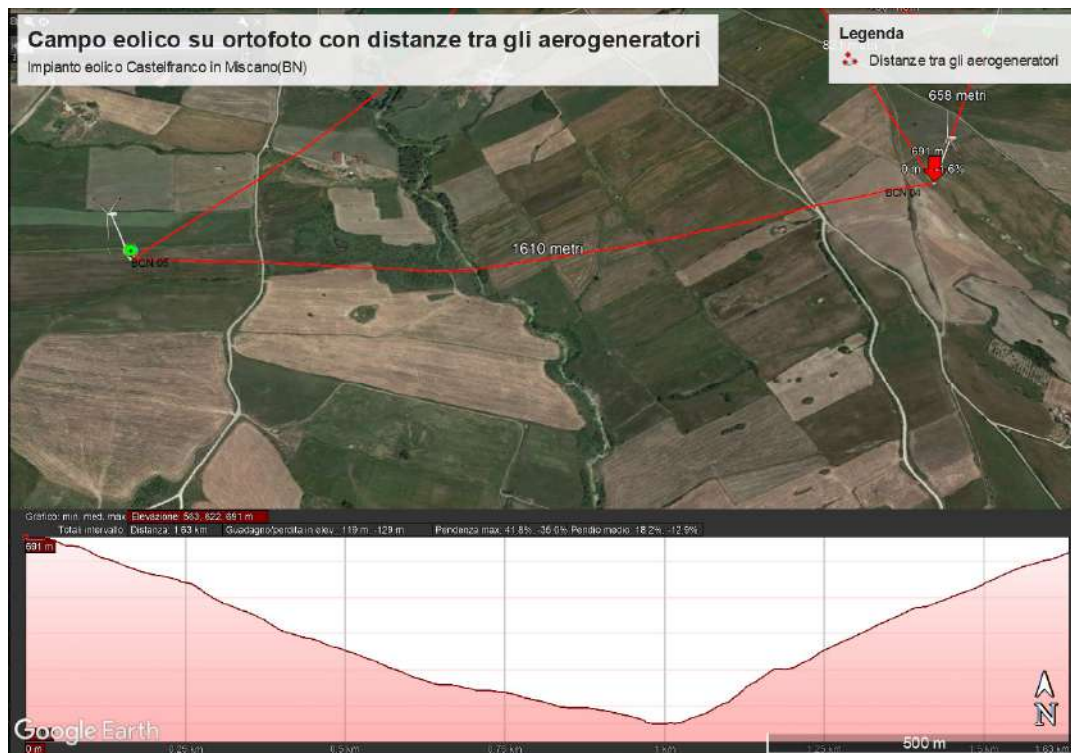 Campo eolico su ortofoto con distanze tra gli aerogeneratori
Impianto eolico Castelfranco in Miscano(BN)
Legenda
Distanze tra gli aerogeneratori
658 metri
691 m
0 m
BCN 04
BCN 05
1610 metri
Grafico: min, med, max Elevazione: 563, 622, 691 m
Totali intervallo: Distanza: 1,63 km Guadagno/perdita in elev.: 119 m, -129 m Pendenza max: 41,8%, -36,0% Pendio medio: 18,2%, -12,9%
691 m
Google Earth
N
500 m
0 m 0.25 km 0.5 km 0.75 km 1 km 1.25 km 1.5 km 1.63 km